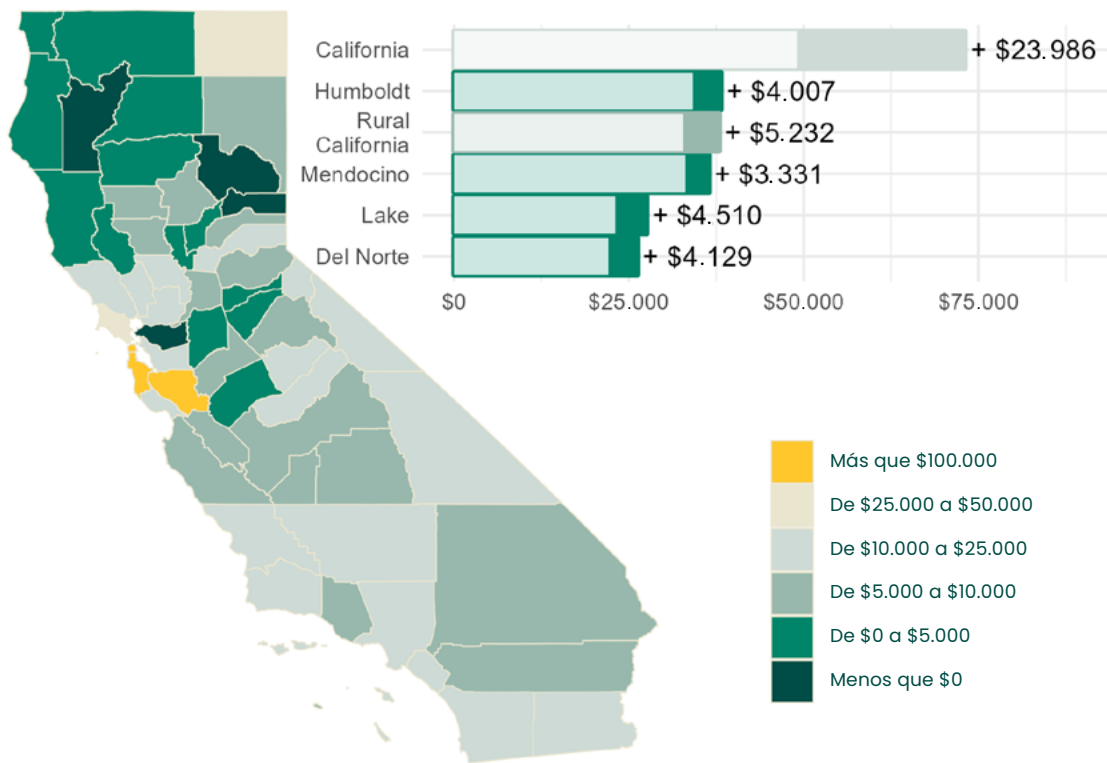 California
+ $23.986
Humboldt
+ $4.007
Rural
California
+ $5.232
Mendocino
+ $3.331
Lake
+ $4.510
Del Norte
+ $4.129
$0
$25.000
$50.000
$75.000
Más que $100.000
De $25.000 a $50.000
De $10.000 a $25.000
De $5.000 a $10.000
De $0 a $5.000
Menos que $0